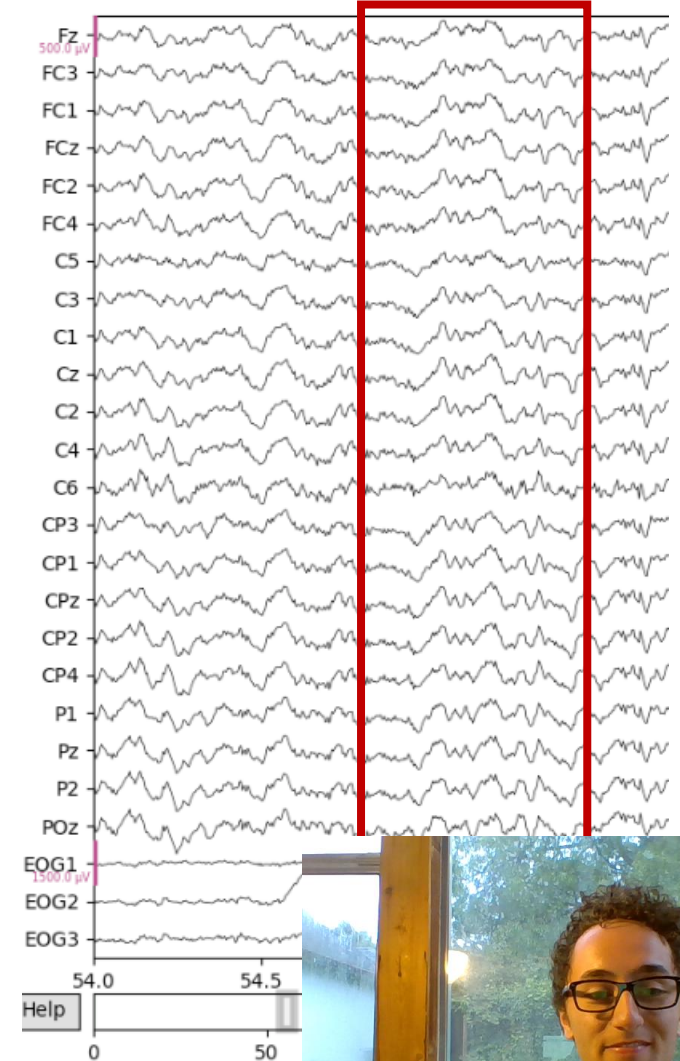 Fz
500.0 µV
FC3
FC1
FCz
FC2
FC4
C5
C3
C1
Cz
C2
C4
C6
CP3
CP1
CPz
CP2
CP4
P1
Pz
P2
POz
EOG1
1500.0 µV
EOG2
EOG3
54.0 54.5
Help
0 50